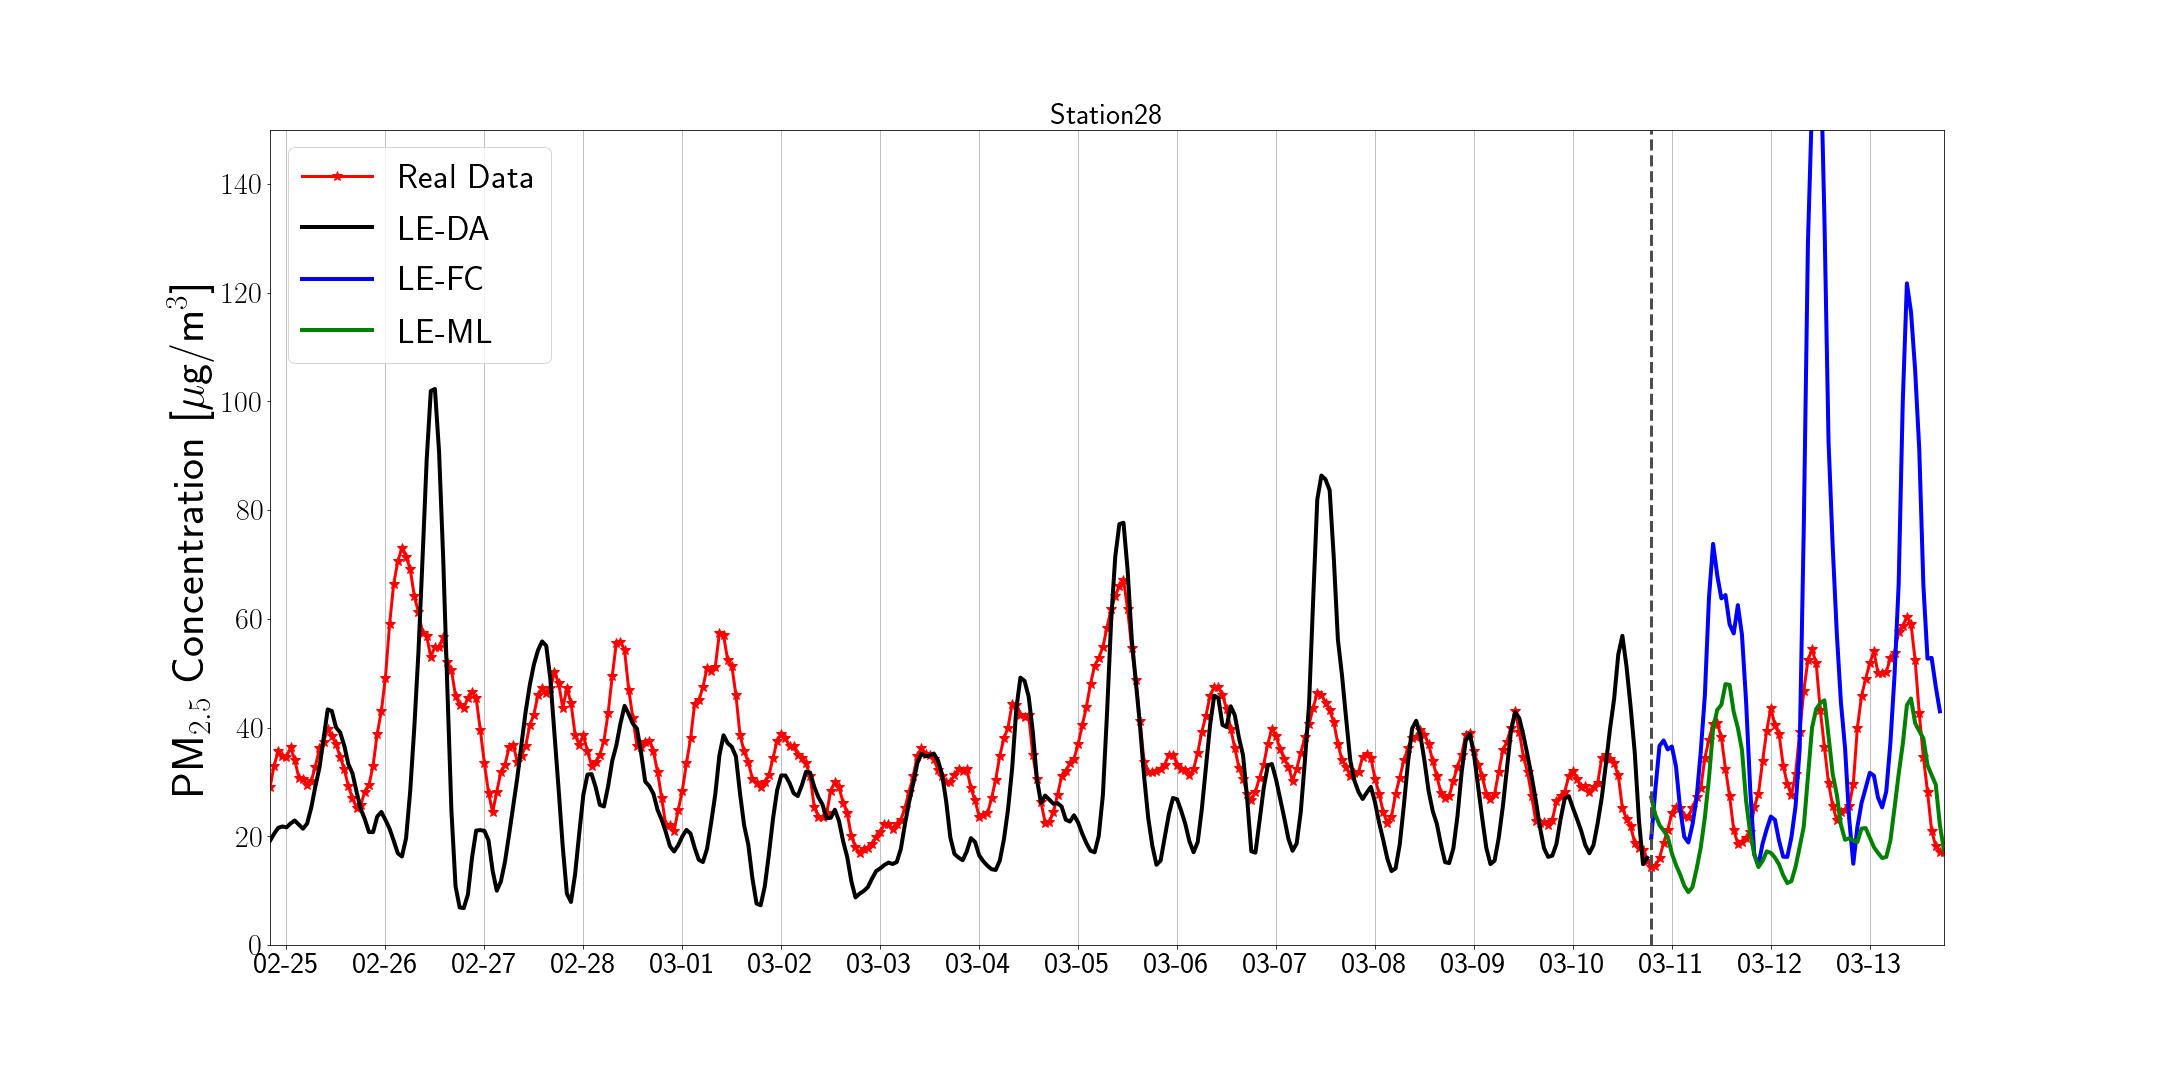 Station28
Real Data
LE-DA
LE-FC
LE-ML
PM2.5 Concentration [μg/m³]
140
120
100
80
60
40
20
0
02-25 02-26 02-27 02-28 03-01 03-02 03-03 03-04 03-05 03-06 03-07 03-08 03-09 03-10 03-11 03-12 03-13